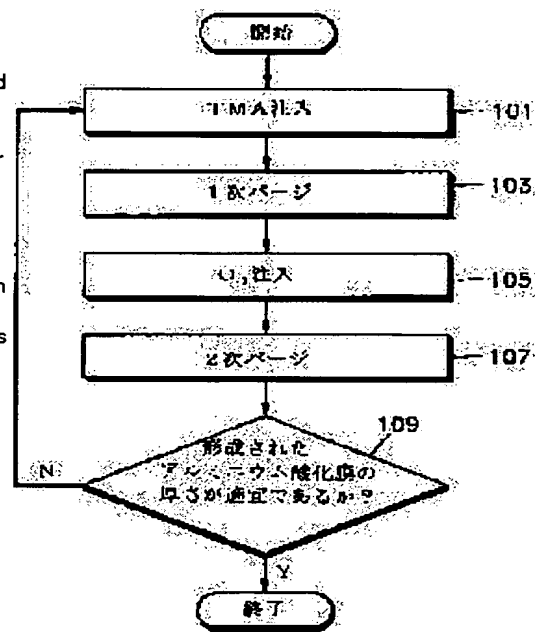 開始
TMA注入
101
1次パージ
103
O₃注入
105
2次パージ
107
109
形成された
アルミニウム酸化膜の
厚さが適宜であるか?
N
Y
終了